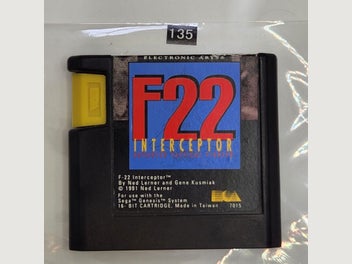 135
ELECTRONIC ARTS®
F22
INTERCEPTOR
F-22 Interceptor™
By Ned Lerner and Gene Kusmiak
© 1991 Ned Lerner
For use with the
Sega™ Genesis™ System
16-BIT CARTRIDGE, Made in Taiwan
7015